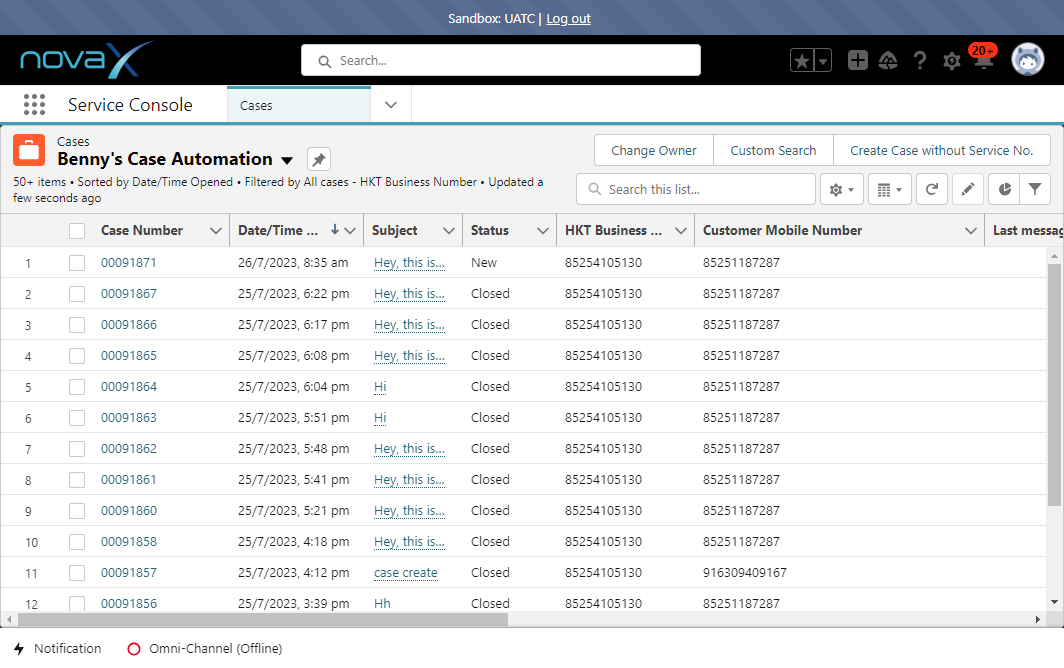 Sandbox: UATC | Log out
novaX
Search...
20+
Service Console
Cases
Cases
Benny's Case Automation
50+ items • Sorted by Date/Time Opened • Filtered by All cases - HKT Business Number • Updated a
few seconds ago
Change Owner
Custom Search
Create Case without Service No.
Search this list...
Case Number Date/Time ... Subject Status HKT Business ... Customer Mobile Number Last messag
1 00091871 26/7/2023, 8:35 am Hey, this is... New 85254105130 85251187287
2 00091867 25/7/2023, 6:22 pm Hey, this is... Closed 85254105130 85251187287
3 00091866 25/7/2023, 6:17 pm Hey, this is... Closed 85254105130 85251187287
4 00091865 25/7/2023, 6:08 pm Hey, this is... Closed 85254105130 85251187287
5 00091864 25/7/2023, 6:04 pm Hi Closed 85254105130 85251187287
6 00091863 25/7/2023, 5:51 pm Hi Closed 85254105130 85251187287
7 00091862 25/7/2023, 5:48 pm Hey, this is... Closed 85254105130 85251187287
8 00091861 25/7/2023, 5:41 pm Hey, this is... Closed 85254105130 85251187287
9 00091860 25/7/2023, 5:21 pm Hey, this is... Closed 85254105130 85251187287
10 00091858 25/7/2023, 4:18 pm Hey, this is... Closed 85254105130 85251187287
11 00091857 25/7/2023, 4:12 pm case create Closed 85254105130 916309409167
12 00091856 25/7/2023, 3:39 pm Hh Closed 85254105130 85251187287
Notification
Omni-Channel (Offline)